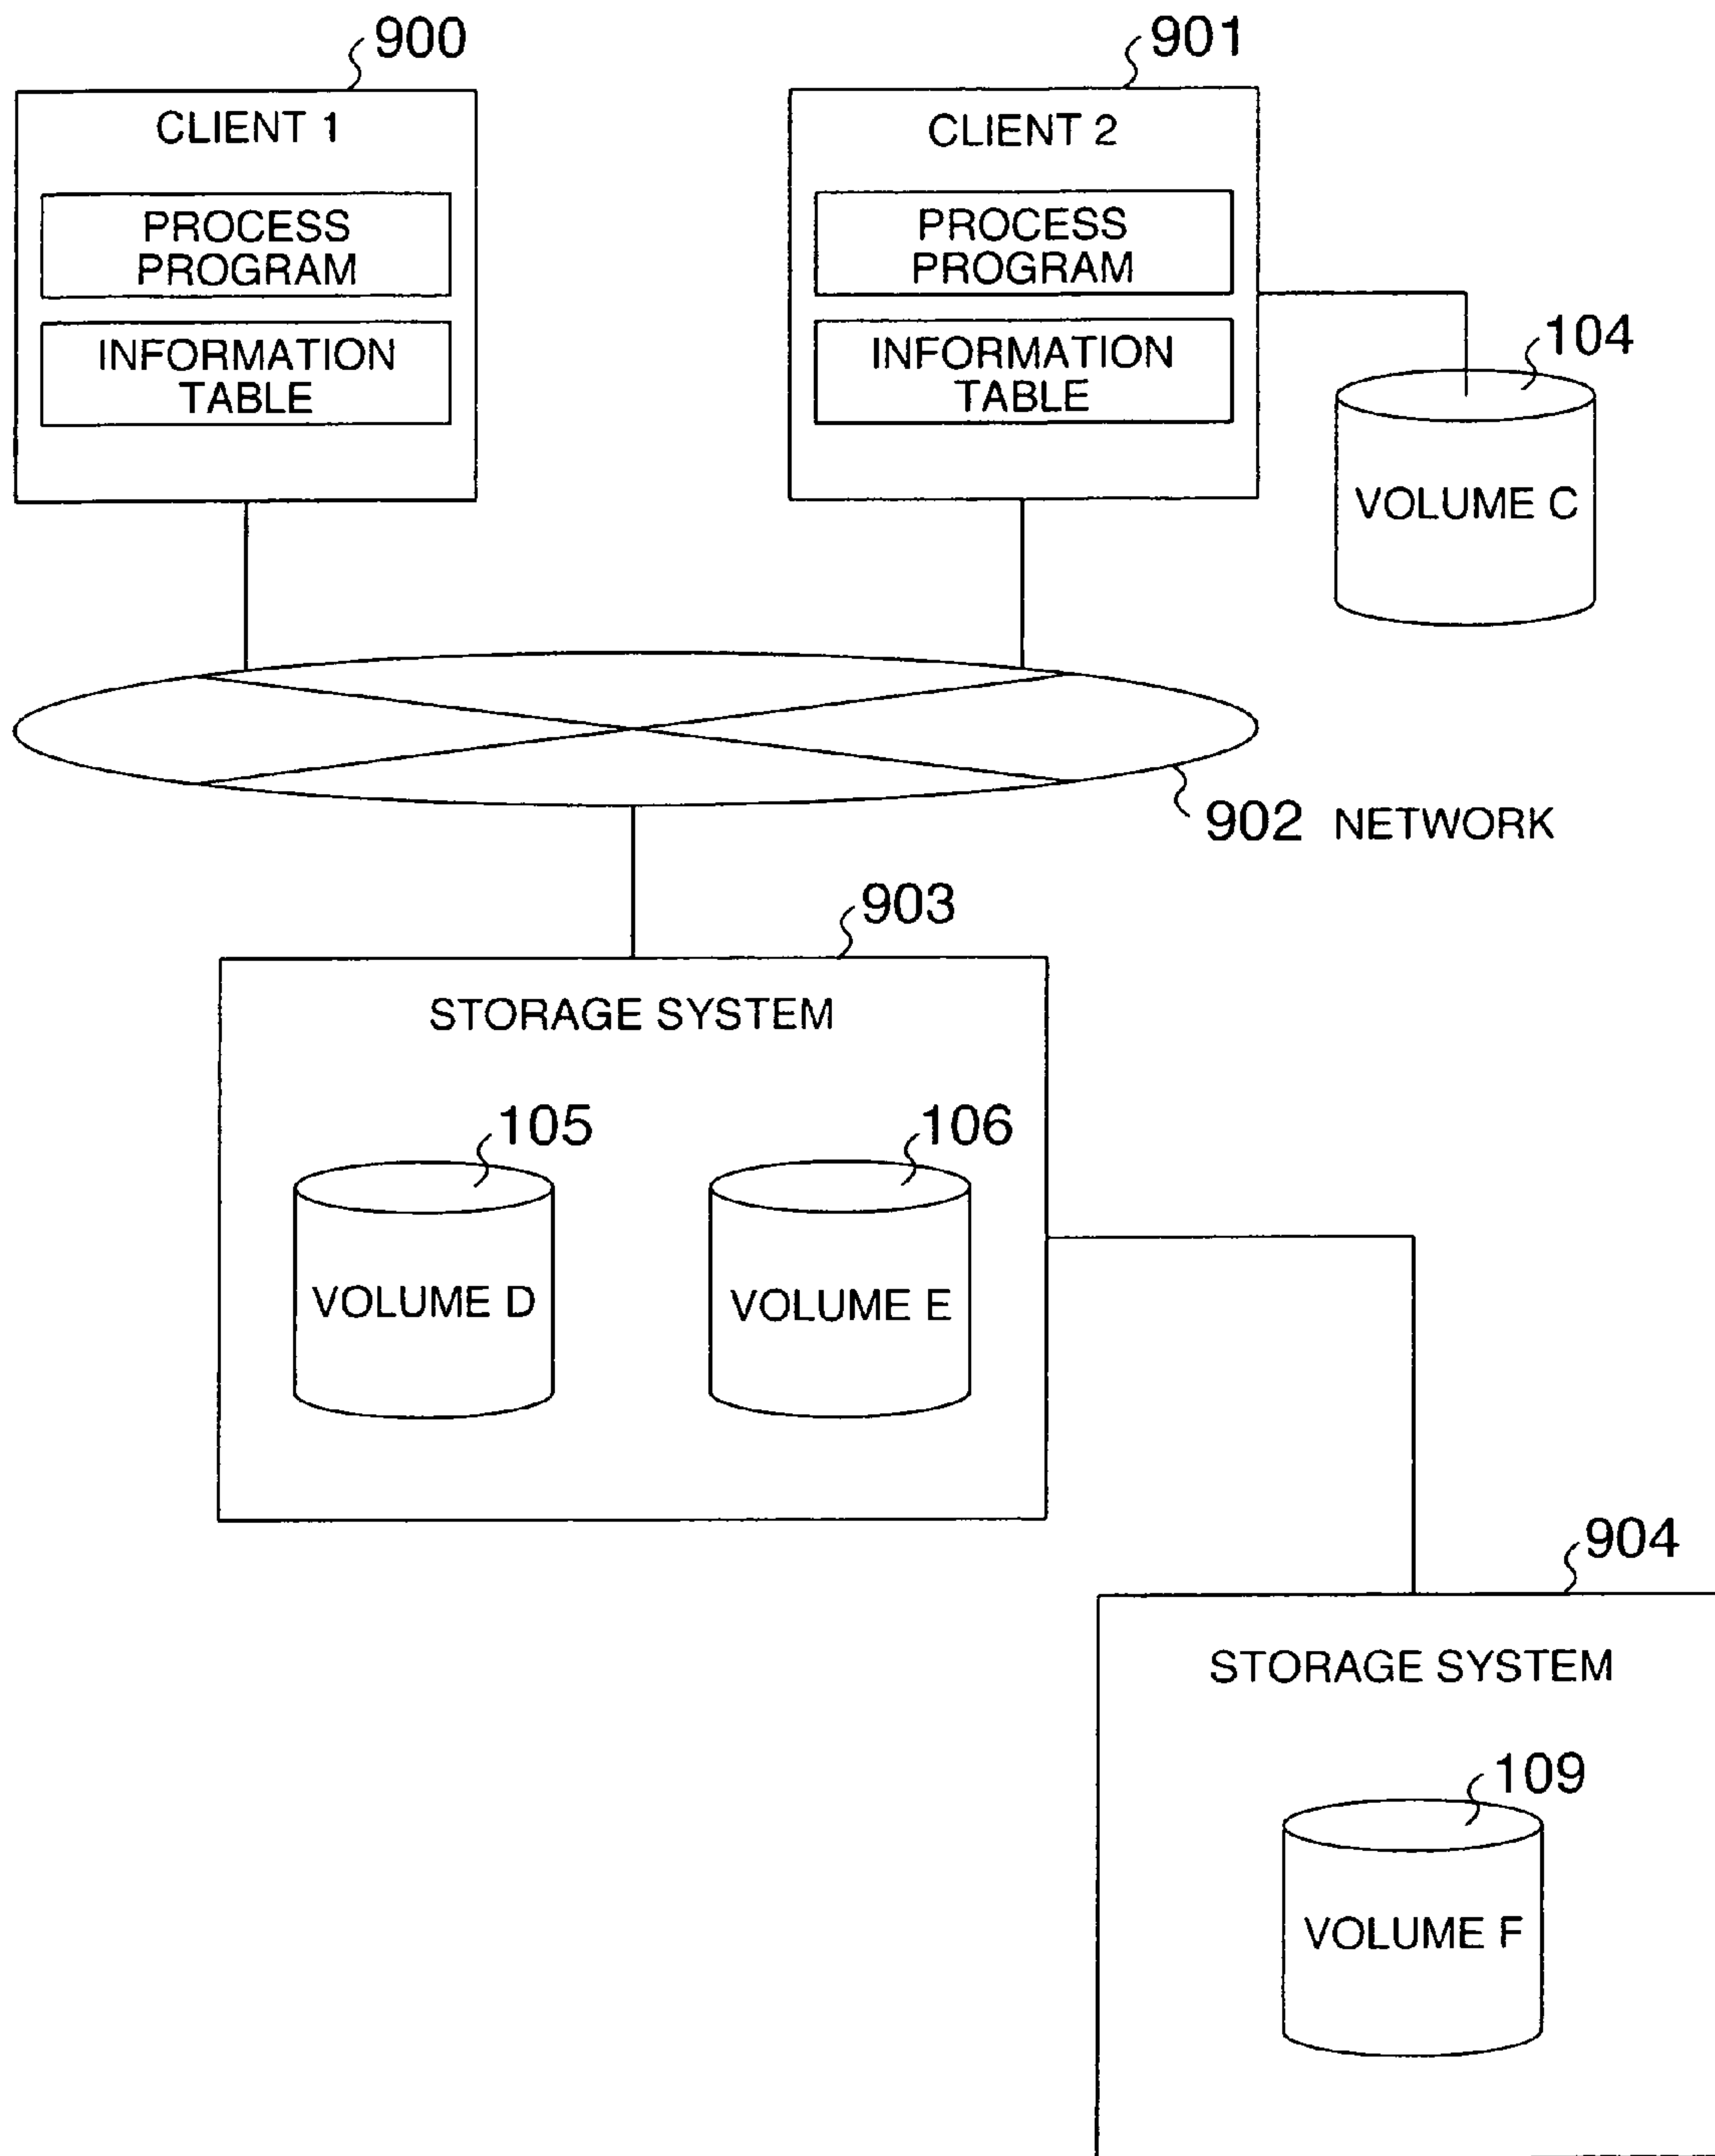 900
901
CLIENT 1
PROCESS
PROGRAM
INFORMATION
TABLE
CLIENT 2
PROCESS
PROGRAM
INFORMATION
TABLE
104
VOLUME C
902 NETWORK
903
STORAGE SYSTEM
105
VOLUME D
106
VOLUME E
904
STORAGE SYSTEM
109
VOLUME F